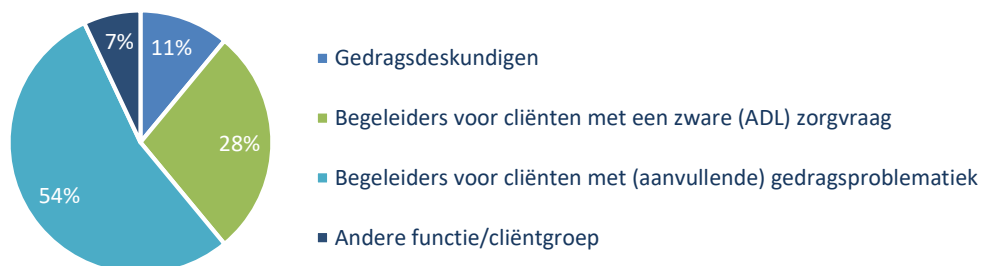 7%
11%
28%
54%
Gedragsdeskundigen
Begeleiders voor cliënten met een zware (ADL) zorgvraag
Begeleiders voor cliënten met (aanvullende) gedragsproblematiek
Andere functie/cliëntgroep